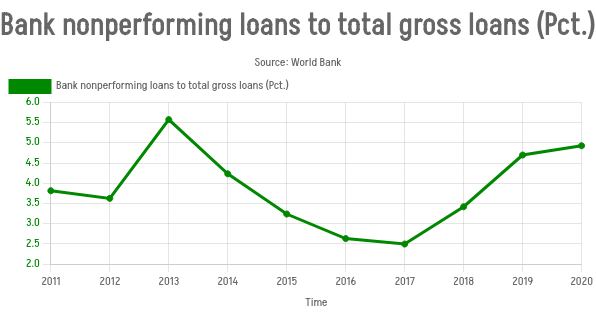 Bank nonperforming loans to total gross loans (Pct.)
Source: World Bank
Bank nonperforming loans to total gross loans (Pct.)
6.0
5.5
5.0
4.5
4.0
3.5
3.0
2.5
2.0
2011 2012 2013 2014 2015 2016 2017 2018 2019 2020
Time